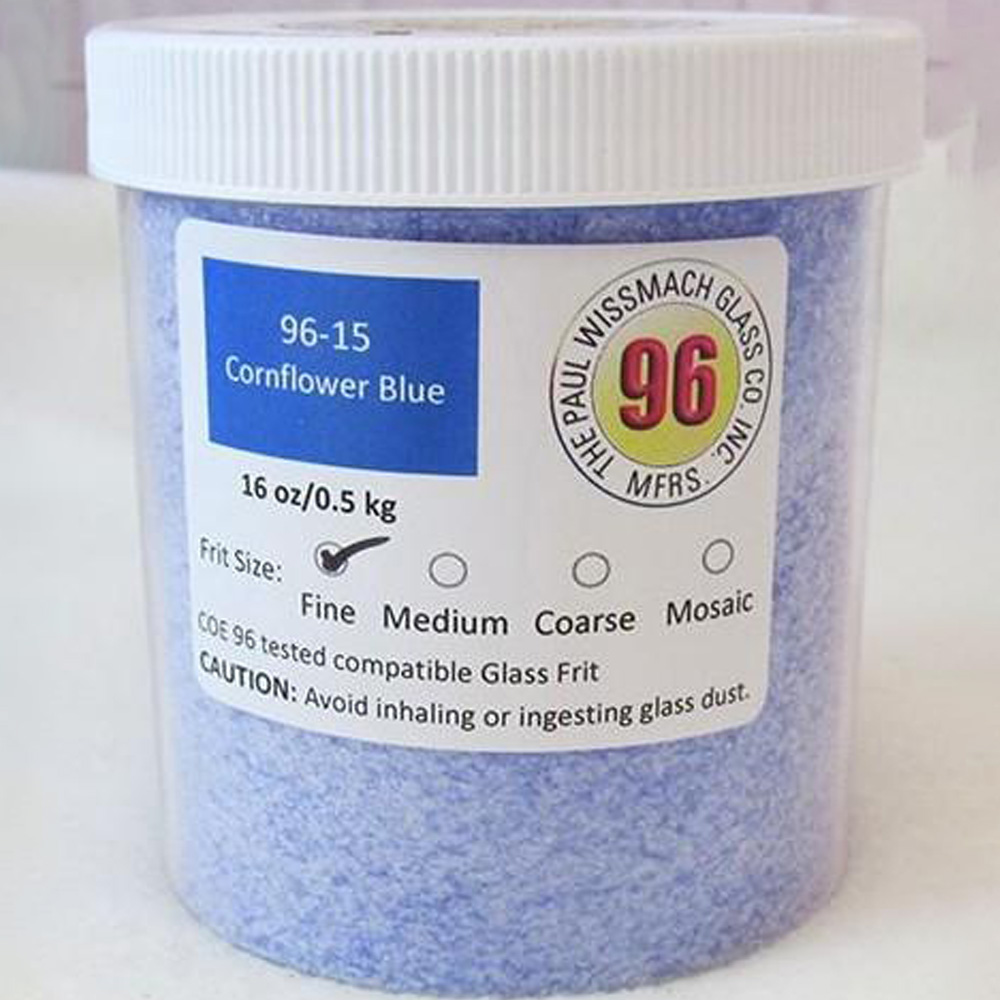 96-15
Cornflower Blue
THE PAUL WISSMACH GLASS CO. INC.
MFRS.
96
16 oz/0.5 kg
Frit Size:
Fine Medium Coarse Mosaic
COE 96 tested compatible Glass Frit
CAUTION: Avoid inhaling or ingesting glass dust.